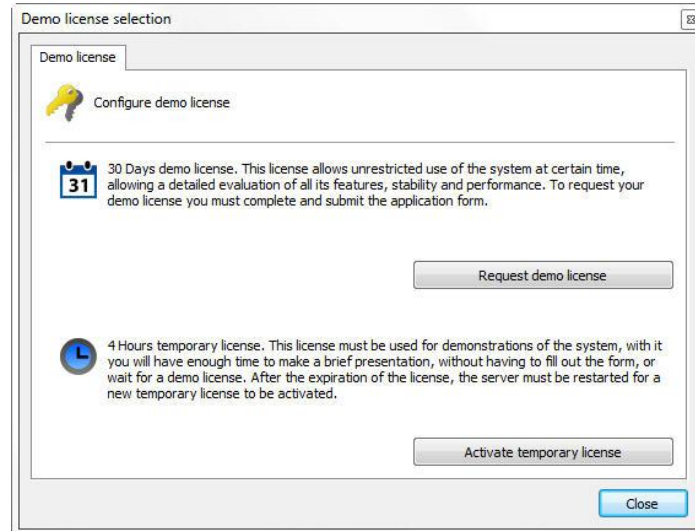 Demo license selection
Demo license
Configure demo license
31
30 Days demo license. This license allows unrestricted use of the system at certain time,
allowing a detailed evaluation of all its features, stability and performance. To request your
demo license you must complete and submit the application form.
Request demo license
4 Hours temporary license. This license must be used for demonstrations of the system, with it
you will have enough time to make a brief presentation, without having to fill out the form, or
wait for a demo license. After the expiration of the license, the server must be restarted for a
new temporary license to be activated.
Activate temporary license
Close